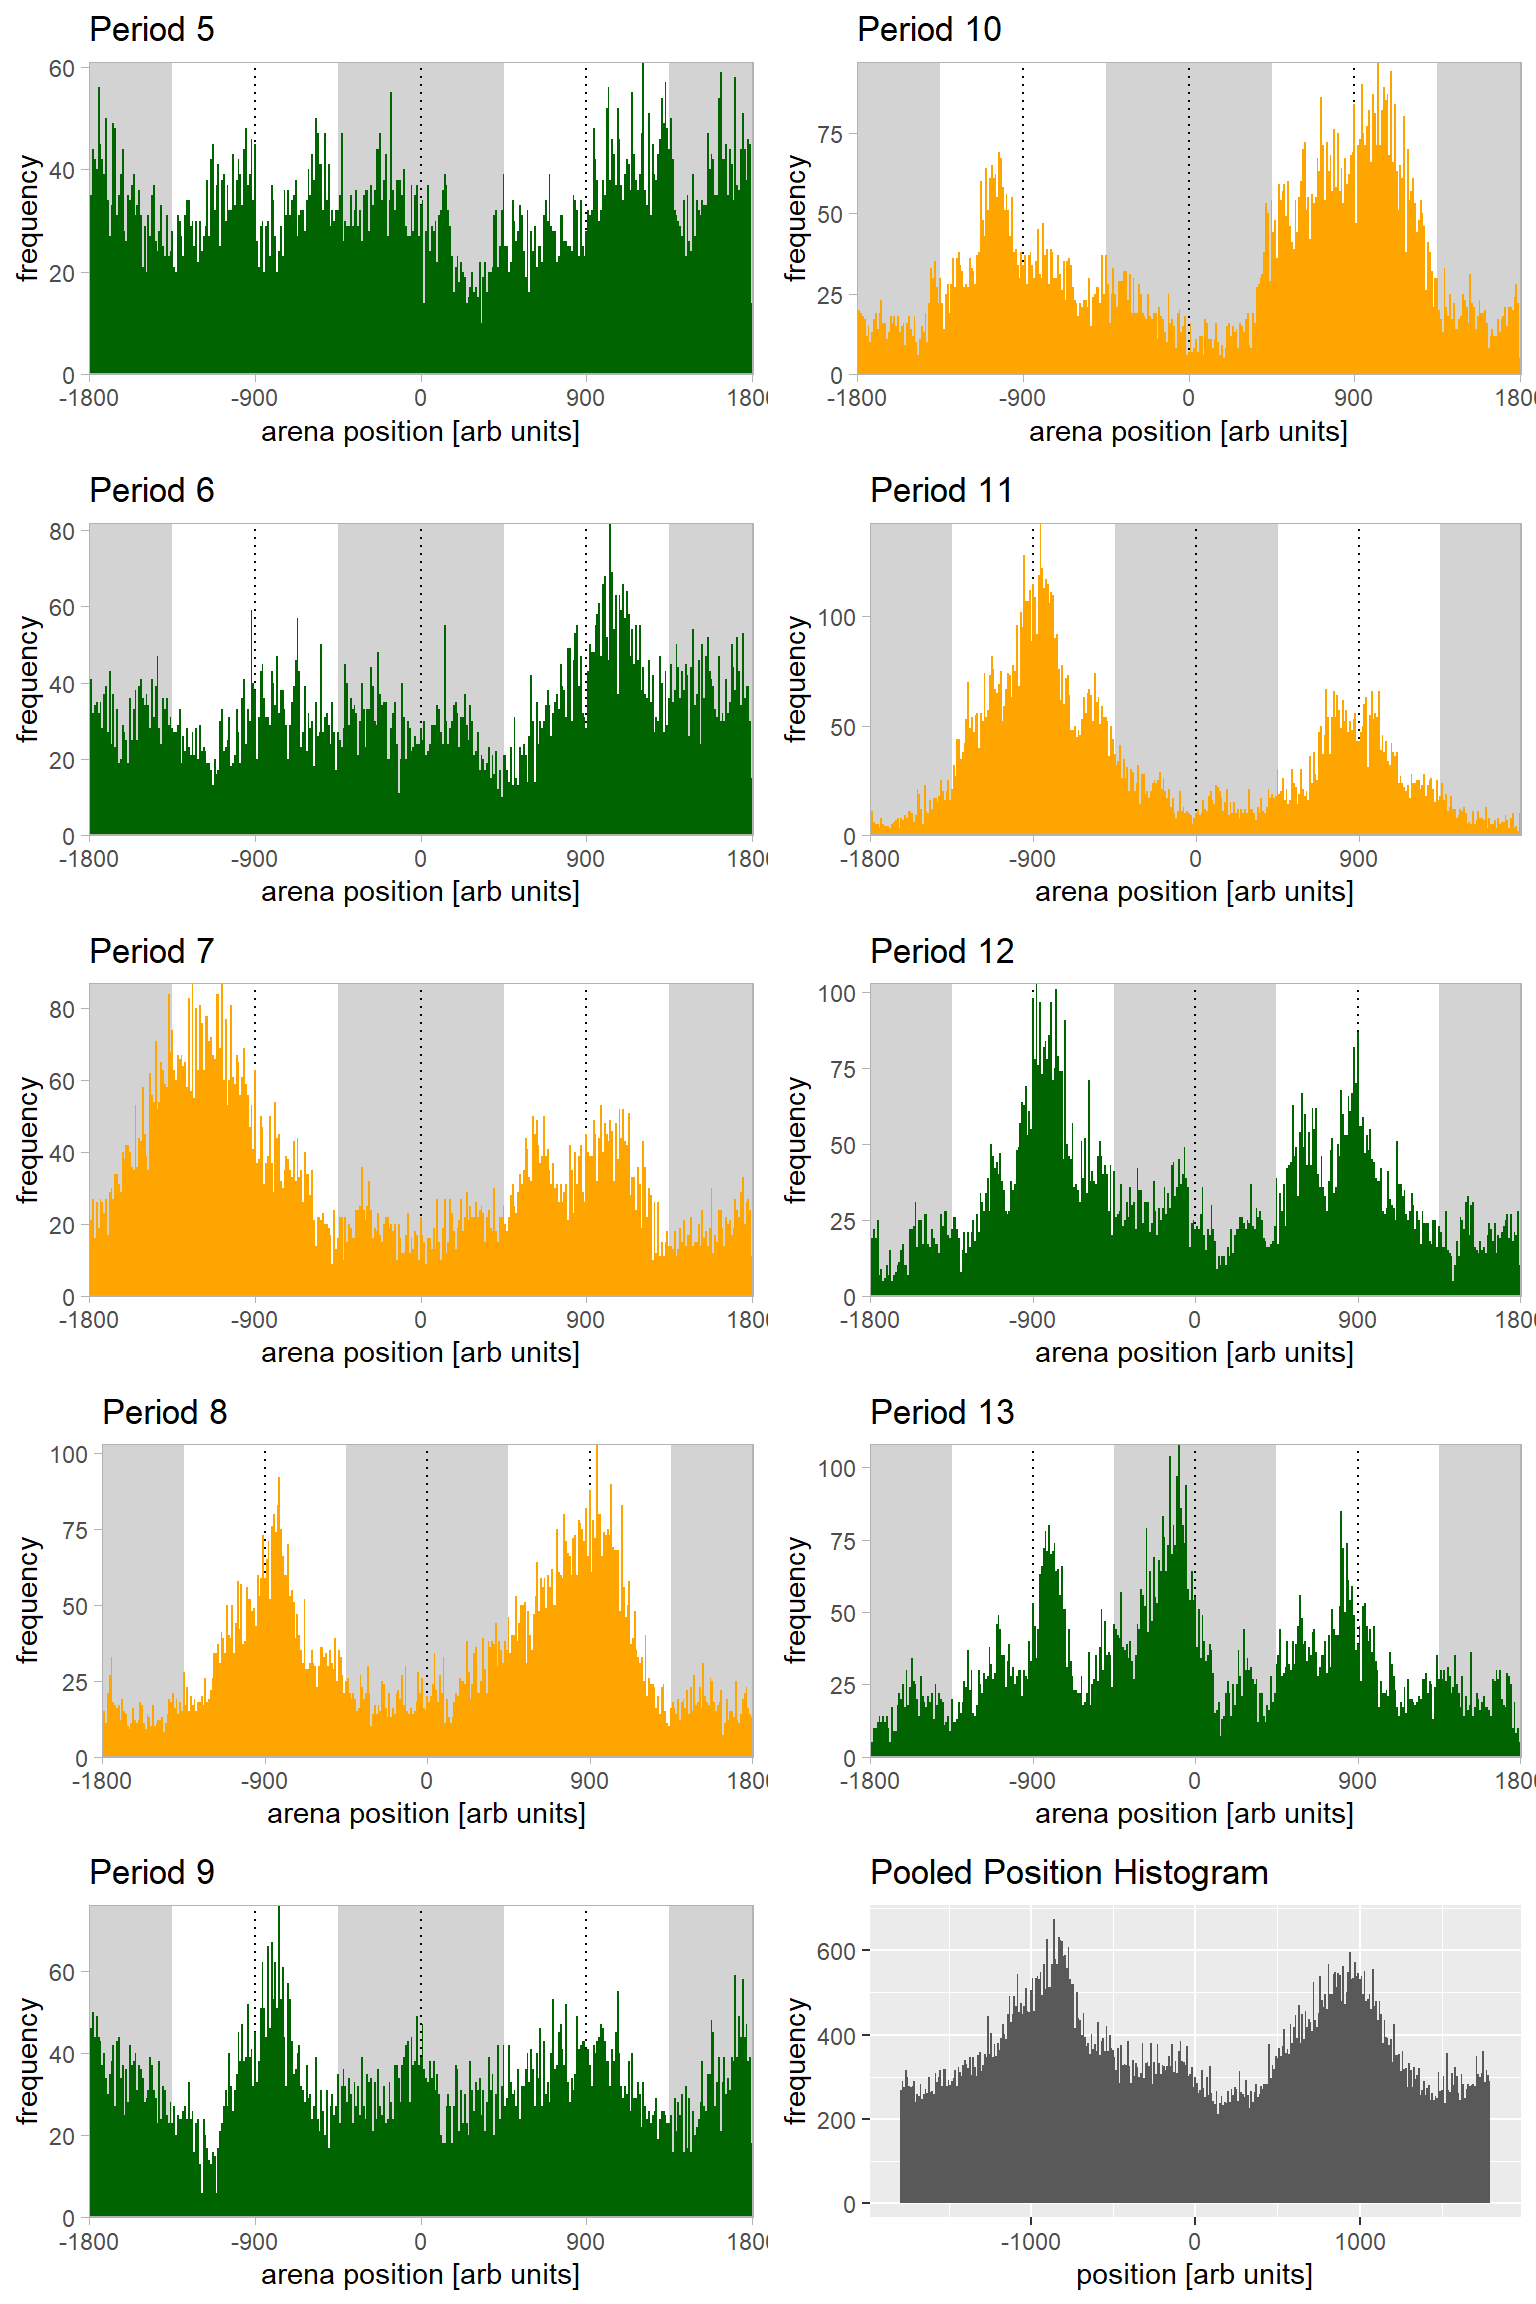 Period 5
60
40
20
0
frequency
-1800 -900 0 900 180
arena position [arb units]
Period 10
75
50
25
0
frequency
-1800 -900 0 900 180
arena position [arb units]
Period 6
80
60
40
20
0
frequency
-1800 -900 0 900 180
arena position [arb units]
Period 11
100
50
0
frequency
-1800 -900 0 900
arena position [arb units]
Period 7
80
60
40
20
0
frequency
-1800 -900 0 900 180
arena position [arb units]
Period 12
100
75
50
25
0
frequency
-1800 -900 0 900 180
arena position [arb units]
Period 8
100
75
50
25
0
frequency
-1800 -900 0 900 180
arena position [arb units]
Period 13
100
75
50
25
0
frequency
-1800 -900 0 900 180
arena position [arb units]
Period 9
60
40
20
0
frequency
-1800 -900 0 900 180
arena position [arb units]
Pooled Position Histogram
600
400
200
0
frequency
-1000 0 1000
position [arb units]